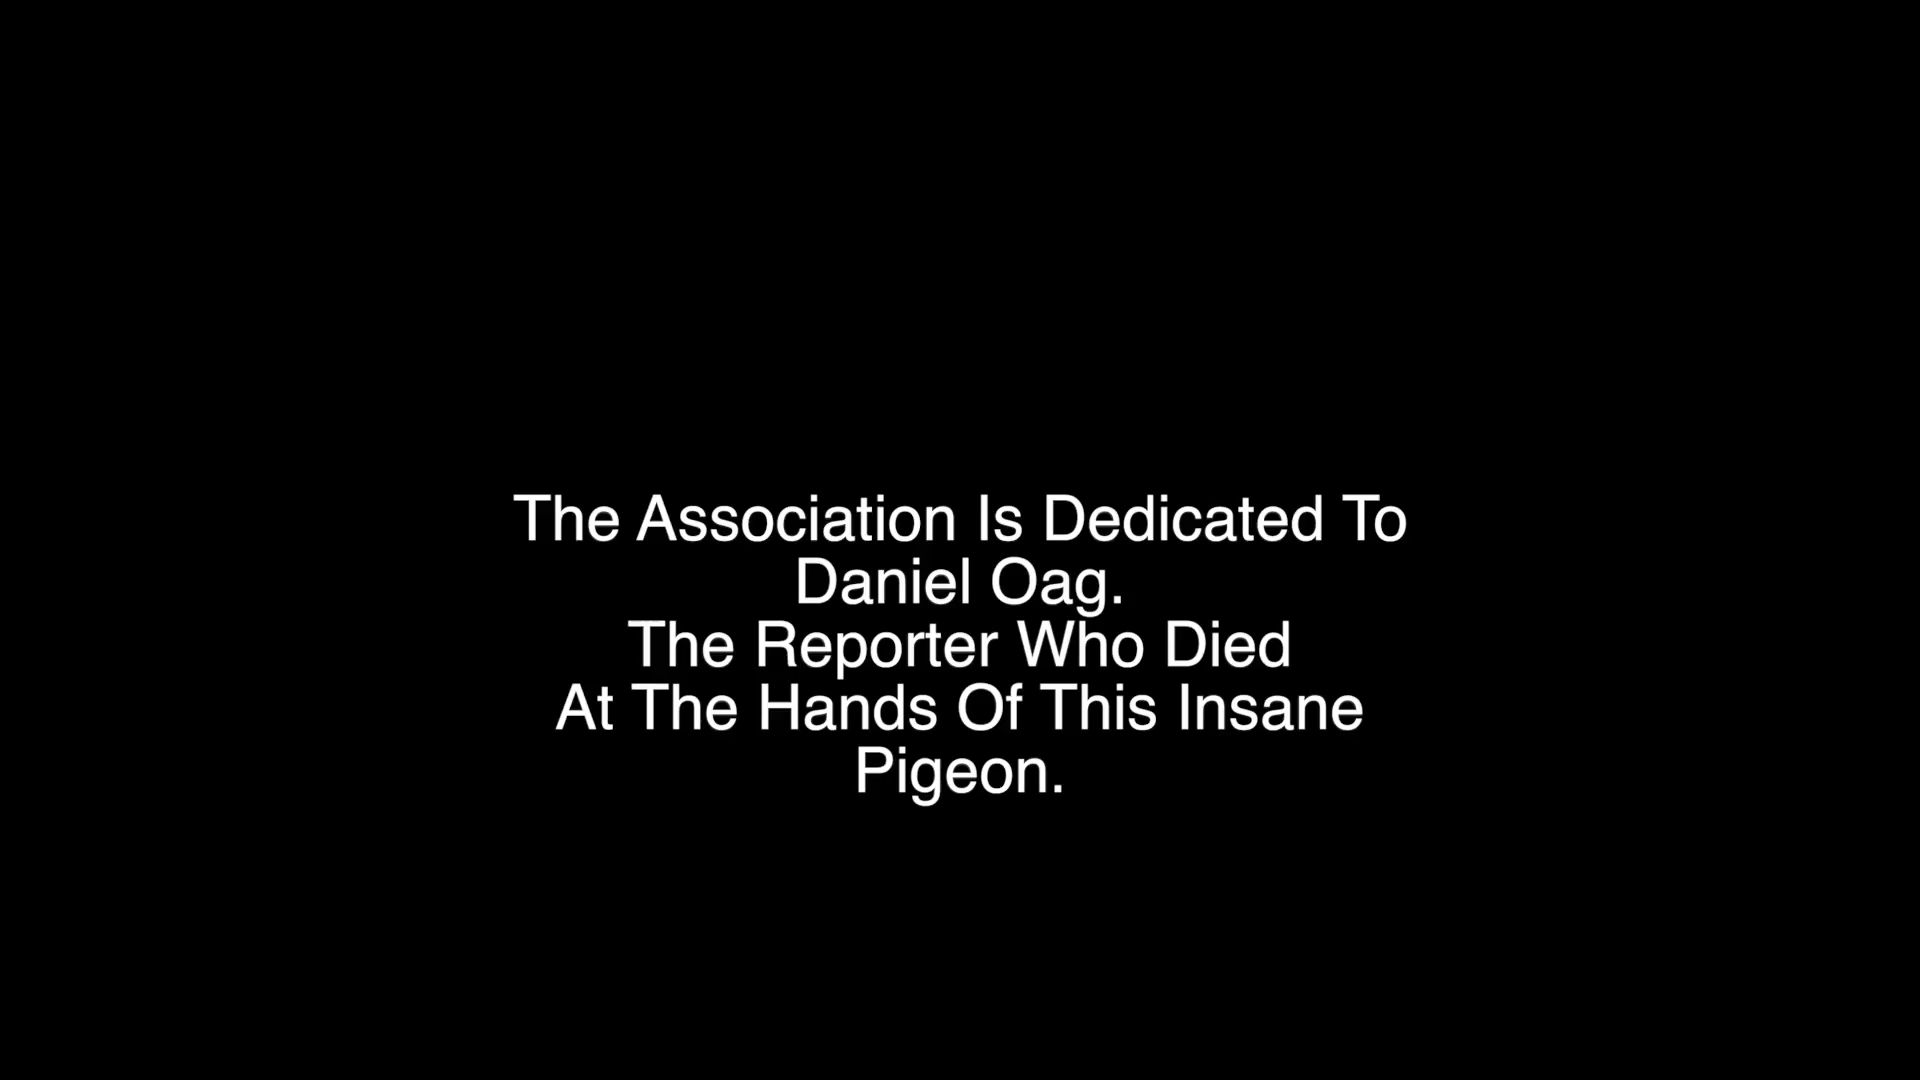 The Association Is Dedicated To
Daniel Oag.
The Reporter Who Died
At The Hands Of This Insane
Pigeon.